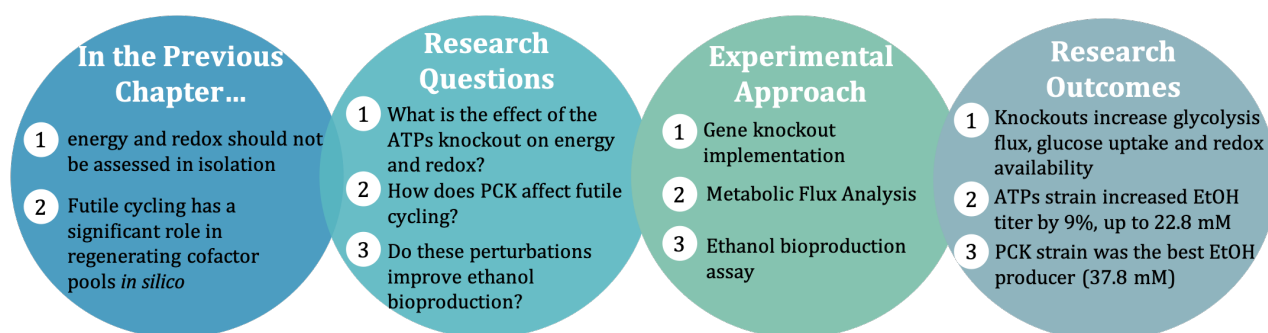 In the Previous
Chapter…
1 energy and redox should not
be assessed in isolation
2 Futile cycling has a
significant role in
regenerating cofactor
pools in silico
Research
Questions
1 What is the effect of the
ATPs knockout on energy
and redox?
2 How does PCK affect futile
cycling?
3 Do these perturbations
improve ethanol
bioproduction?
Experimental
Approach
1 Gene knockout
implementation
2 Metabolic Flux Analysis
3 Ethanol bioproduction
assay
Research
Outcomes
1 Knockouts increase glycolysis
flux, glucose uptake and redox
availability
2 ATPs strain increased EtOH
titer by 9%, up to 22.8 mM
3 PCK strain was the best EtOH
producer (37.8 mM)